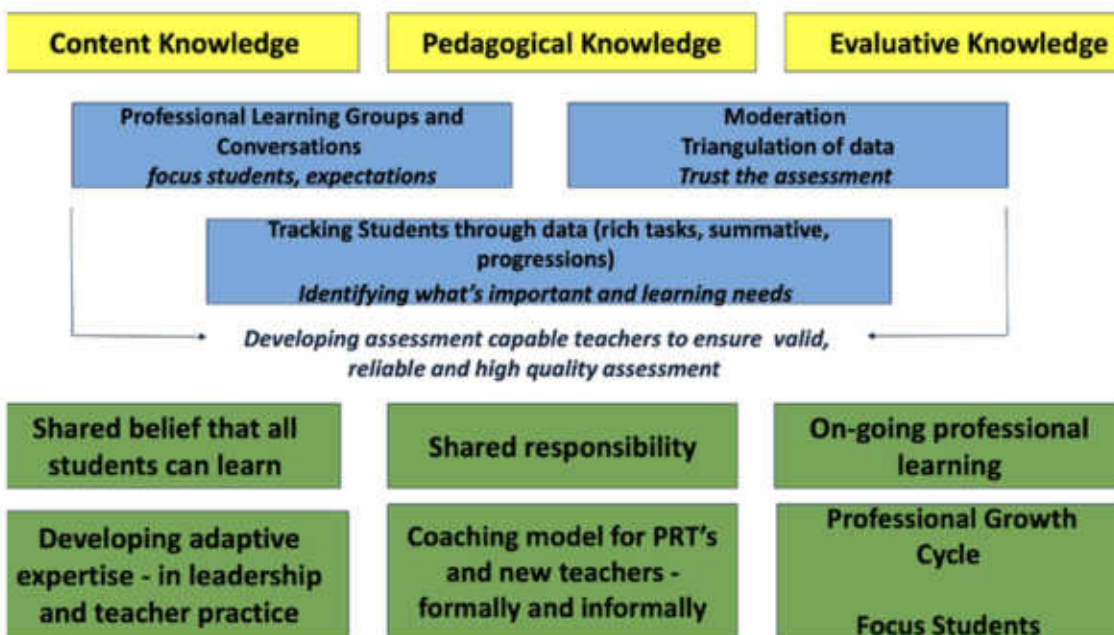 Content Knowledge
Pedagogical Knowledge
Evaluative Knowledge
Professional Learning Groups and
Conversations
focus students, expectations
Moderation
Triangulation of data
Trust the assessment
Tracking Students through data (rich tasks, summative,
progressions)
Identifying what's important and learning needs
Developing assessment capable teachers to ensure valid,
reliable and high quality assessment
Shared belief that all
students can learn
Shared responsibility
On-going professional
learning
Developing adaptive
expertise - in leadership
and teacher practice
Coaching model for PRT's
and new teachers -
formally and informally
Professional Growth
Cycle
Focus Students